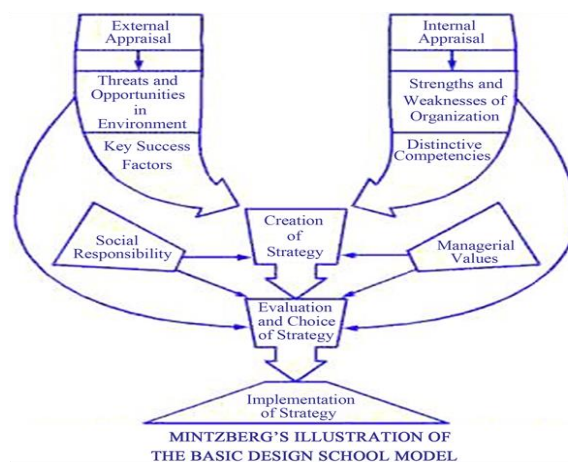 External
Appraisal
Threats and
Opportunities
in
Environment
Key Success
Factors
Internal
Appraisal
Strengths and
Weaknesses of
Organization
Distinctive
Competencies
Creation
of
Strategy
Social
Responsibility
Managerial
Values
Evaluation
and Choice
of Strategy
Implementation
of Strategy
MINTZBERG'S ILLUSTRATION OF
THE BASIC DESIGN SCHOOL MODEL